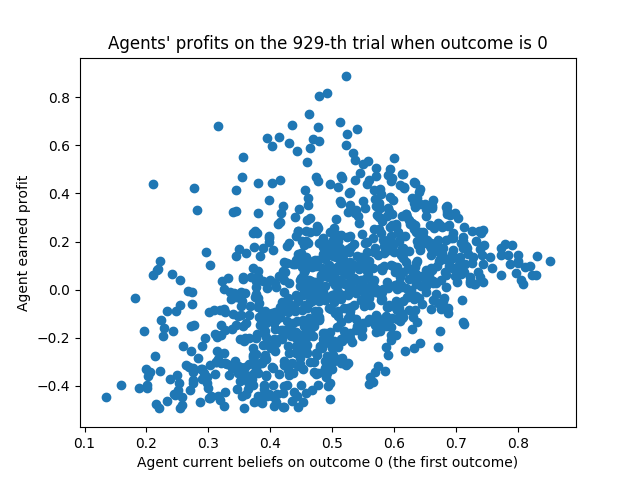 Agents' profits on the 929-th trial when outcome is 0
0.8
0.6
0.4
0.2
0.0
−0.2
−0.4
Agent earned profit
0.1 0.2 0.3 0.4 0.5 0.6 0.7 0.8
Agent current beliefs on outcome 0 (the first outcome)